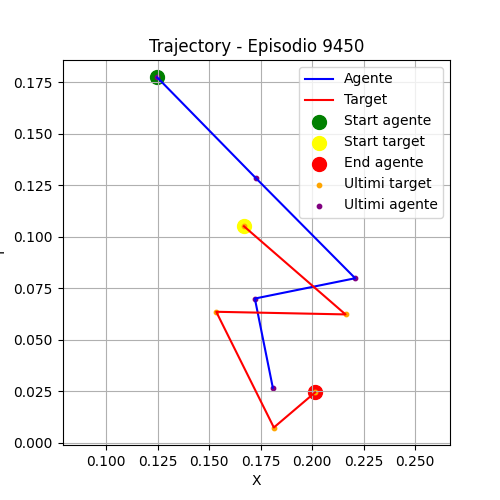 Trajectory - Episodio 9450
Agente
Target
Start agente
Start target
End agente
Ultimi target
Ultimi agente
0.175
0.150
0.125
0.100
0.075
0.050
0.025
0.000
0.100 0.125 0.150 0.175 0.200 0.225 0.250
X